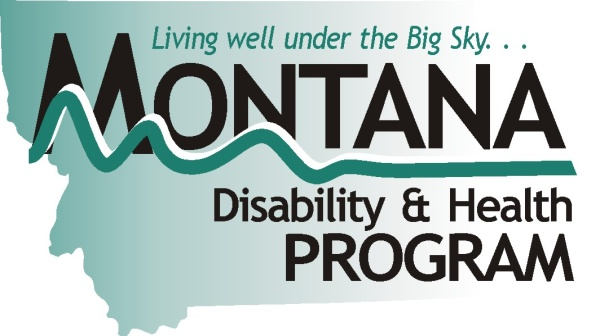 Living well under the Big Sky. . .
MONTANA
Disability & Health
PROGRAM